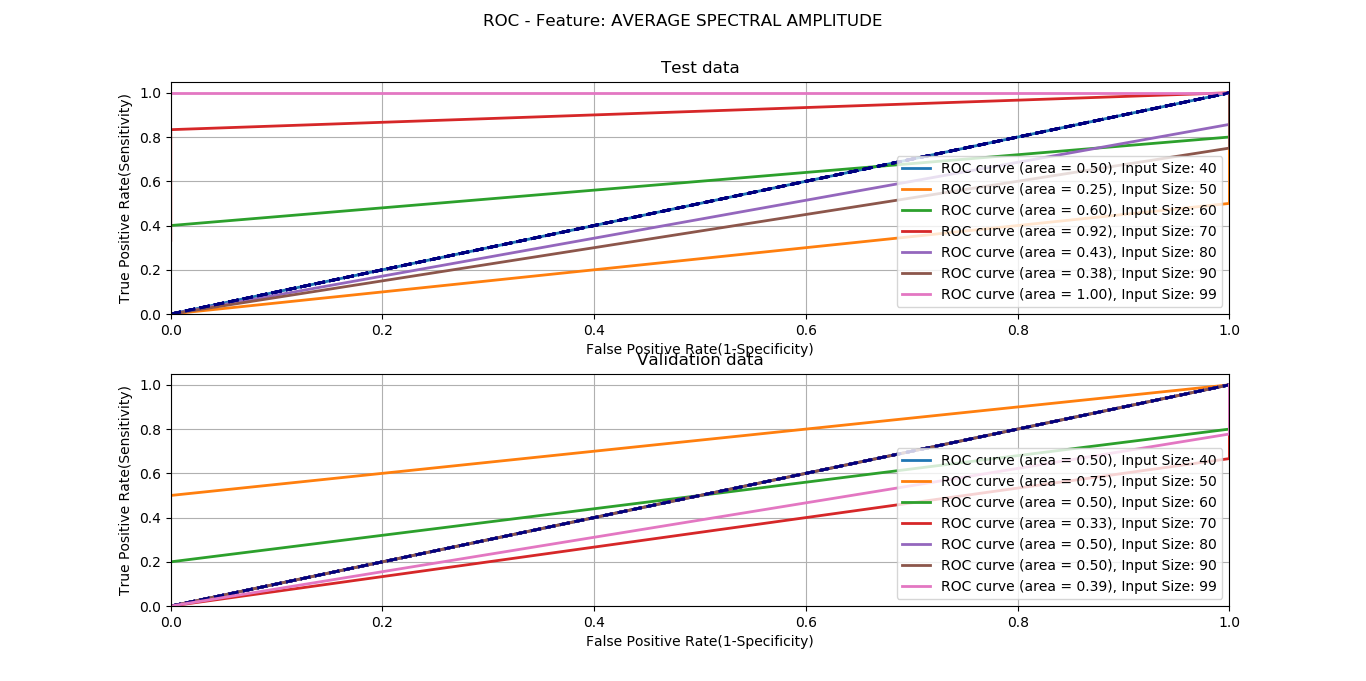 ROC - Feature: AVERAGE SPECTRAL AMPLITUDE
Test data
True Positive Rate(Sensitivity)
1.0
0.8
0.6
0.4
0.2
0.0
ROC curve (area = 0.50), Input Size: 40
ROC curve (area = 0.25), Input Size: 50
ROC curve (area = 0.60), Input Size: 60
ROC curve (area = 0.92), Input Size: 70
ROC curve (area = 0.43), Input Size: 80
ROC curve (area = 0.38), Input Size: 90
ROC curve (area = 1.00), Input Size: 99
0.0 0.2 0.4 0.6 0.8 1.0
False Positive Rate(1-Specificity)
Validation data
True Positive Rate(Sensitivity)
1.0
0.8
0.6
0.4
0.2
0.0
ROC curve (area = 0.50), Input Size: 40
ROC curve (area = 0.75), Input Size: 50
ROC curve (area = 0.50), Input Size: 60
ROC curve (area = 0.33), Input Size: 70
ROC curve (area = 0.50), Input Size: 80
ROC curve (area = 0.50), Input Size: 90
ROC curve (area = 0.39), Input Size: 99
0.0 0.2 0.4 0.6 0.8 1.0
False Positive Rate(1-Specificity)